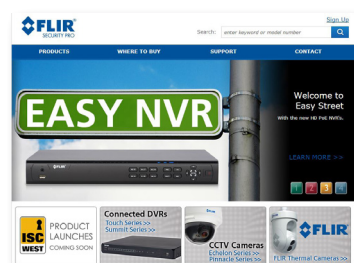 FLIR
SECURITY PRO
Sign Up
Search:
enter keyword or model number
PRODUCTS
WHERE TO BUY
SUPPORT
CONTACT
EASY NVR
FLIR
Welcome to
Easy Street
With the new HD PoE NVR's.
LEARN MORE >>
1 2 3 4
ISC
WEST
PRODUCT
LAUNCHES
COMING SOON
Connected DVRs
Touch Series >>
Summit Series >>
CCTV Cameras
Echelon Series >>
Pinnacle Series >>
FLIR
FLIR Thermal Cameras >>